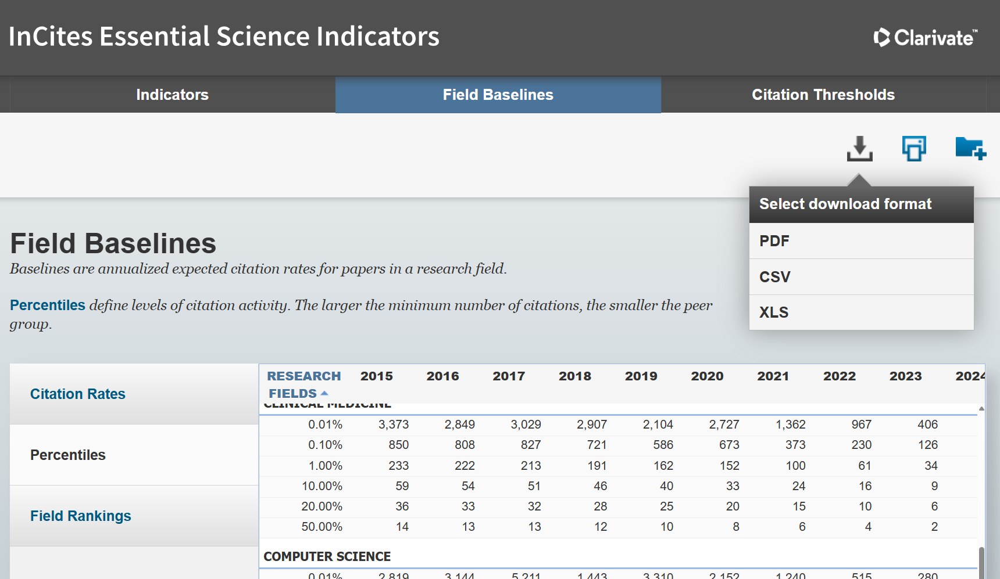 InCites Essential Science Indicators
Clarivate™
Indicators
Field Baselines
Citation Thresholds
Select download format
PDF
CSV
XLS
Field Baselines
Baselines are annualized expected citation rates for papers in a research field.
Percentiles define levels of citation activity. The larger the minimum number of citations, the smaller the peer
group.
Citation Rates
Percentiles
Field Rankings
RESEARCH FIELDS 2015 2016 2017 2018 2019 2020 2021 2022 2023 2024
CLINICAL MEDICINE
0.01% 3,373 2,849 3,029 2,907 2,104 2,727 1,362 967 406
0.10% 850 808 827 721 586 673 373 230 126
1.00% 233 222 213 191 162 152 100 61 34
10.00% 59 54 51 46 40 33 24 16 9
20.00% 36 33 32 28 25 20 15 10 6
50.00% 14 13 13 12 10 8 6 4 2
COMPUTER SCIENCE
0.01% 2,819 3,144 5,211 1,443 3,310 2,152 1,240 515 280